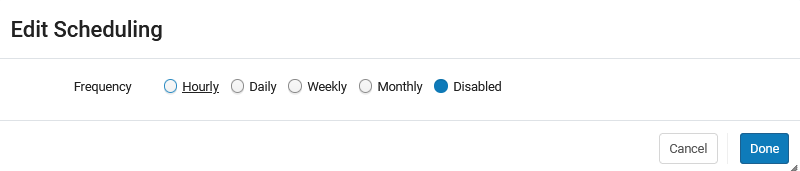 Edit Scheduling
Frequency Hourly Daily Weekly Monthly Disabled
Cancel Done